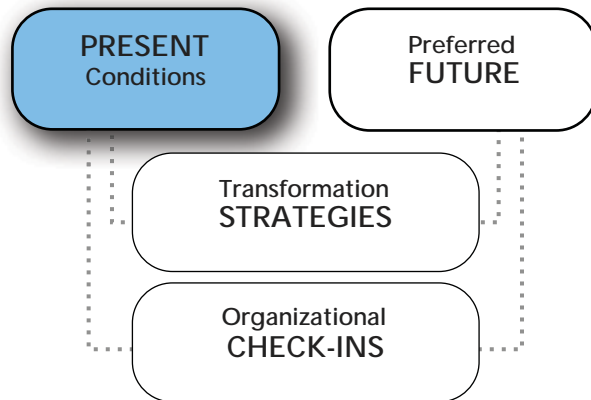 PRESENT
Conditions
Preferred
FUTURE
Transformation
STRATEGIES
Organizational
CHECK-INS